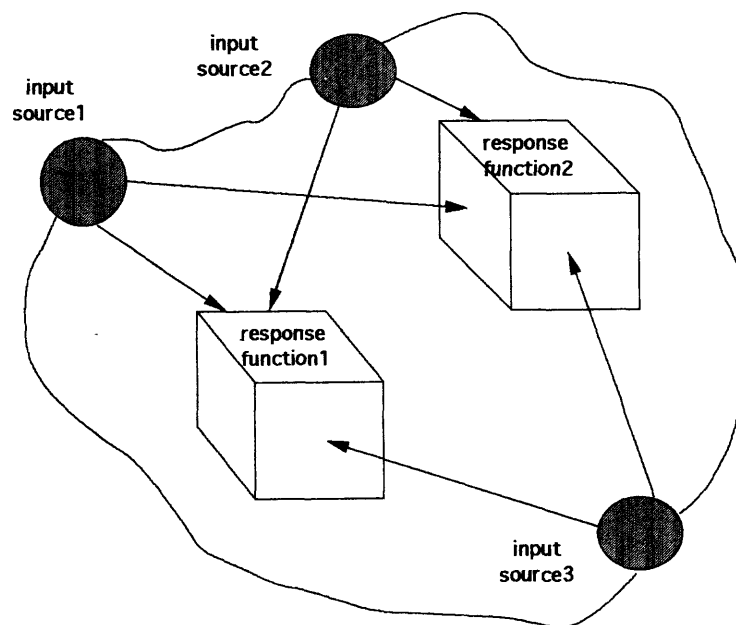 input
source2
input
source1
response
function2
response
function1
input
source3